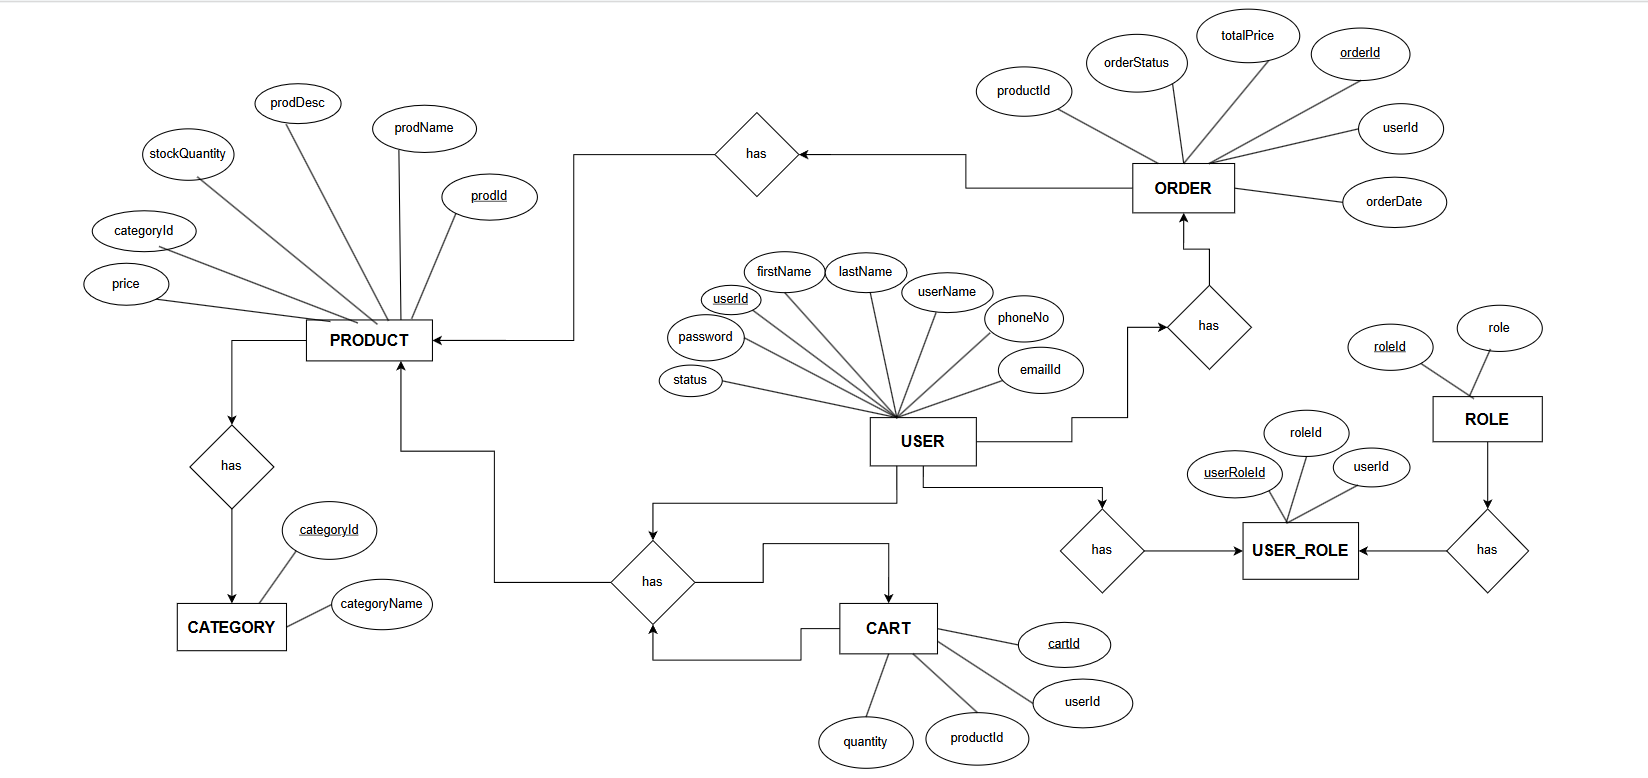 totalPrice
orderId
orderStatus
productId
prodDesc
prodName
userId
stockQuantity
has
ORDER
prodId
orderDate
categoryId
firstName
lastName
userName
price
userId
phoneNo
has
role
password
roleId
PRODUCT
emailId
status
ROLE
USER
roleId
has
userId
userRoleId
categoryId
has
USER_ROLE
has
has
categoryName
CATEGORY
CART
cartId
userId
quantity
productId